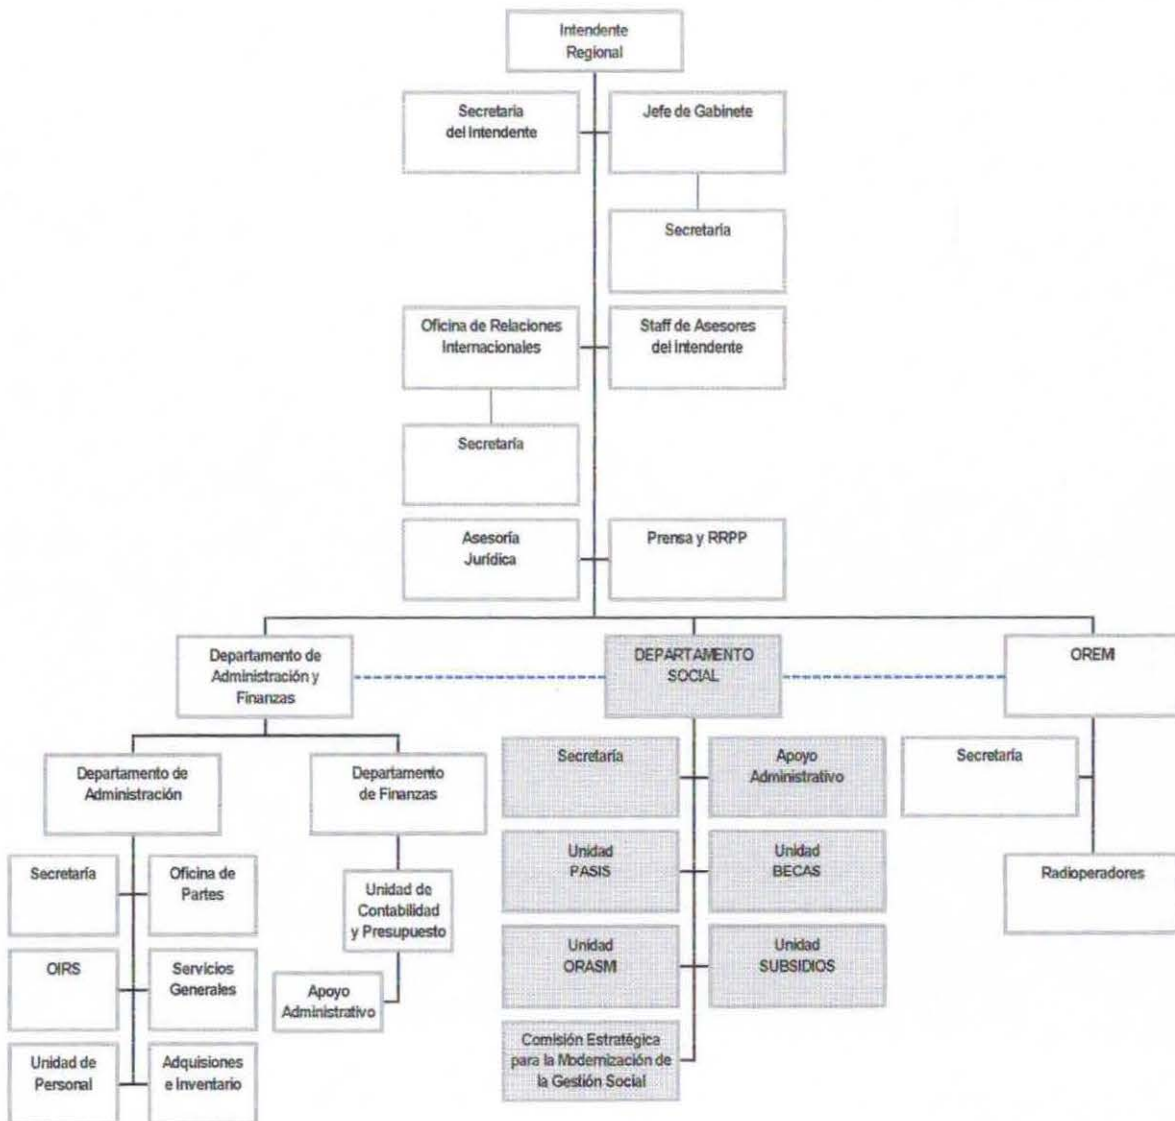 Intendente
Regional
Secretaria
del Intendente
Jefe de Gabinete
Secretaría
Oficina de Relaciones
Internacionales
Staff de Asesores
del Intendente
Secretaría
Asesoría
Jurídica
Prensa y RRPP
Departamento de
Administración y
Finanzas
DEPARTAMENTO
SOCIAL
OREMI
Departamento de
Administración
Departamento
de Finanzas
Secretaría
Apoyo
Administrativo
Secretaría
Unidad
PASIS
Unidad
BECAS
Radioperadores
Secretaría
Oficina de
Partes
Unidad de
Contabilidad
y Presupuesto
OIRS
Servicios
Generales
Apoyo
Administrativo
Unidad
ORASMI
Unidad
SUBSIDIOS
Unidad de
Personal
Adquisiones
e Inventario
Comisión Estratégica
para la Modernización de
la Gestión Social